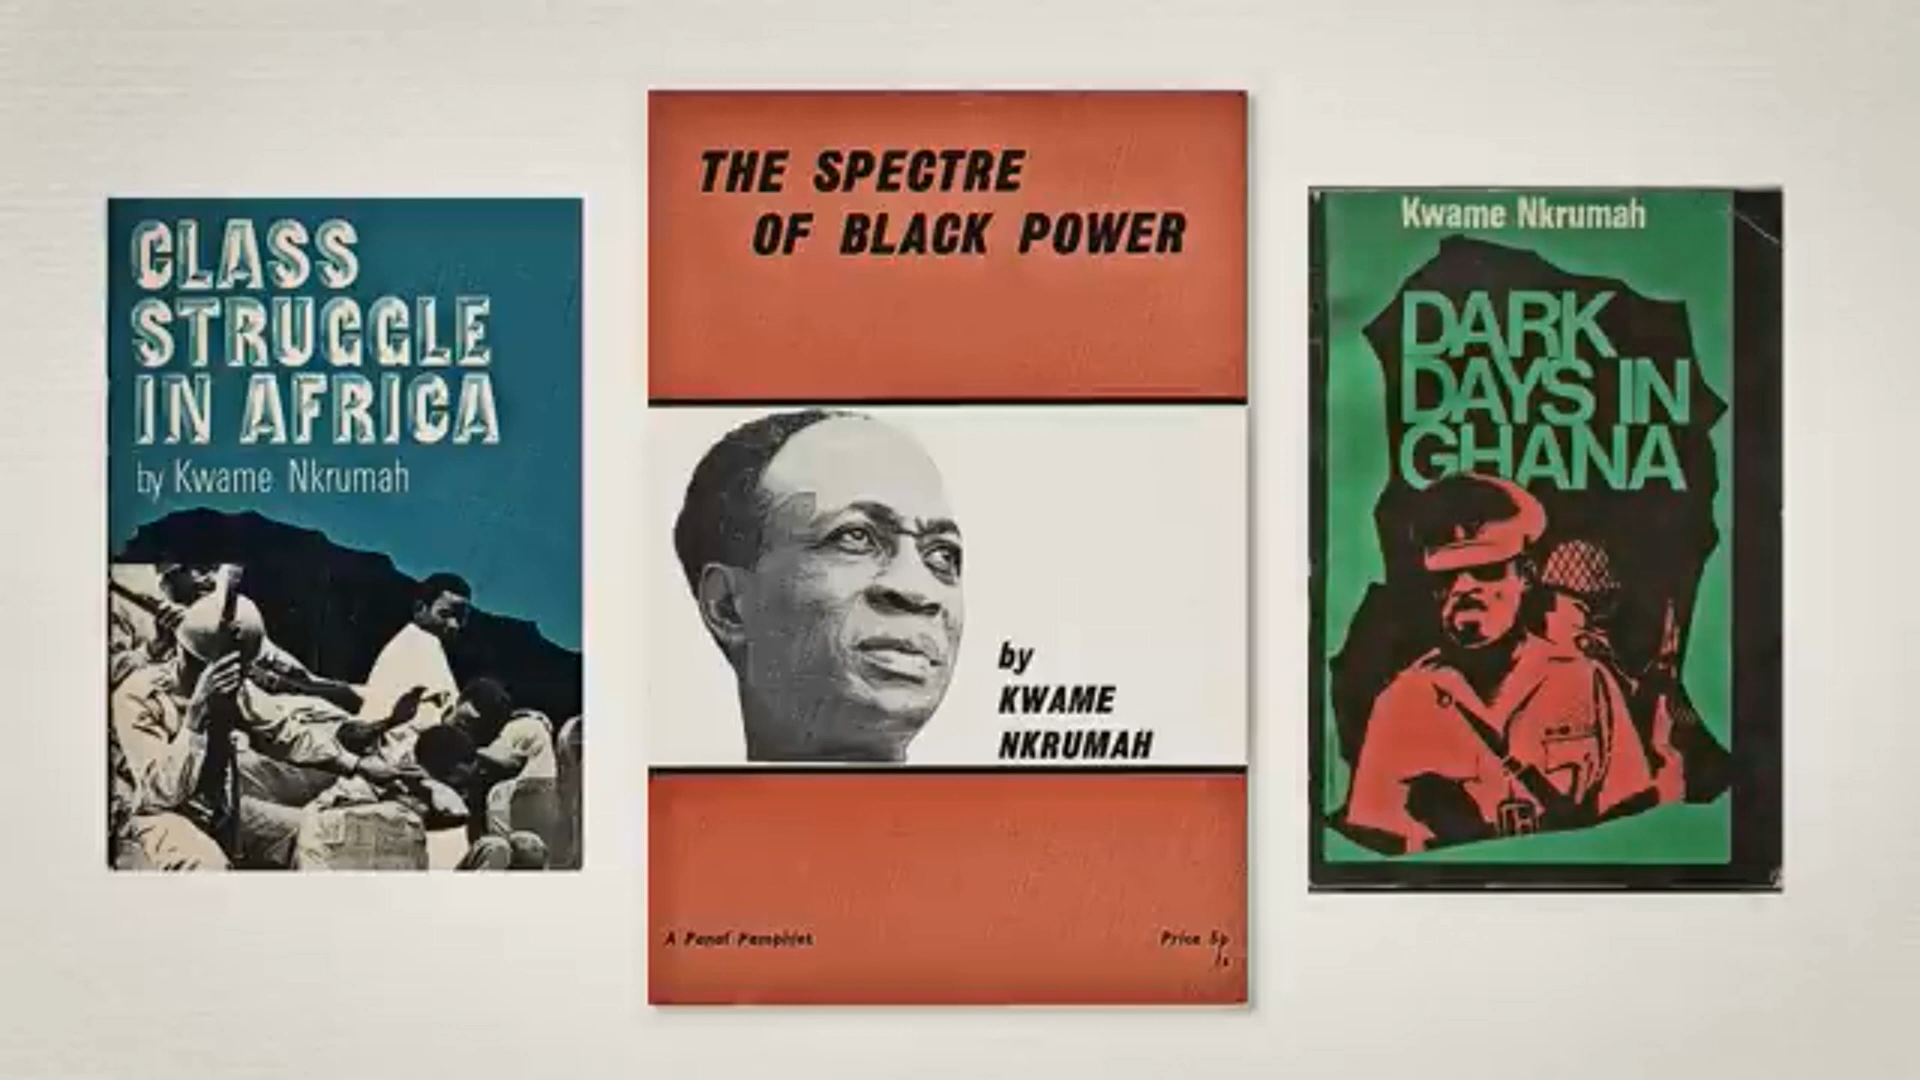 CLASS
STRUGGLE
IN AFRICA
by Kwame Nkrumah
THE SPECTRE
OF BLACK POWER
by
KWAME
NKRUMAH
A Panaf Pamphlet
Price 5p
/s
Kwame Nkrumah
DARK
DAYS IN
GHANA